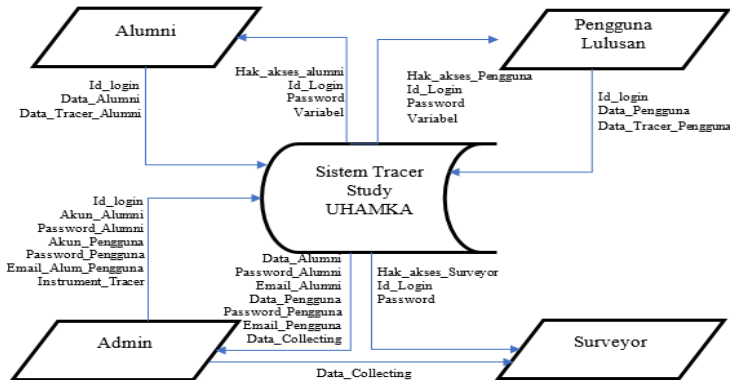 Alumni
Pengguna
Lulusan
Hak_akses_alumni
Id_Login
Password
Variabel
Hak_akses_Pengguna
Id_Login
Password
Variabel
Id_login
Data_Alumni
Data_Tracer_Alumni
Id_login
Data_Pengguna
Data_Tracer_Pengguna
Sistem Tracer
Study
UHAMKA
Id_login
Akun_Alumni
Password_Alumni
Akun_Pengguna
Password_Pengguna
Email_Alum_Pengguna
Instrument_Tracer
Data_Alumni
Password_Alumni
Email_Alumni
Data_Pengguna
Password_Pengguna
Email_Pengguna
Data_Collecting
Hak_akses_Surveyor
Id_Login
Password
Admin
Surveyor
Data_Collecting